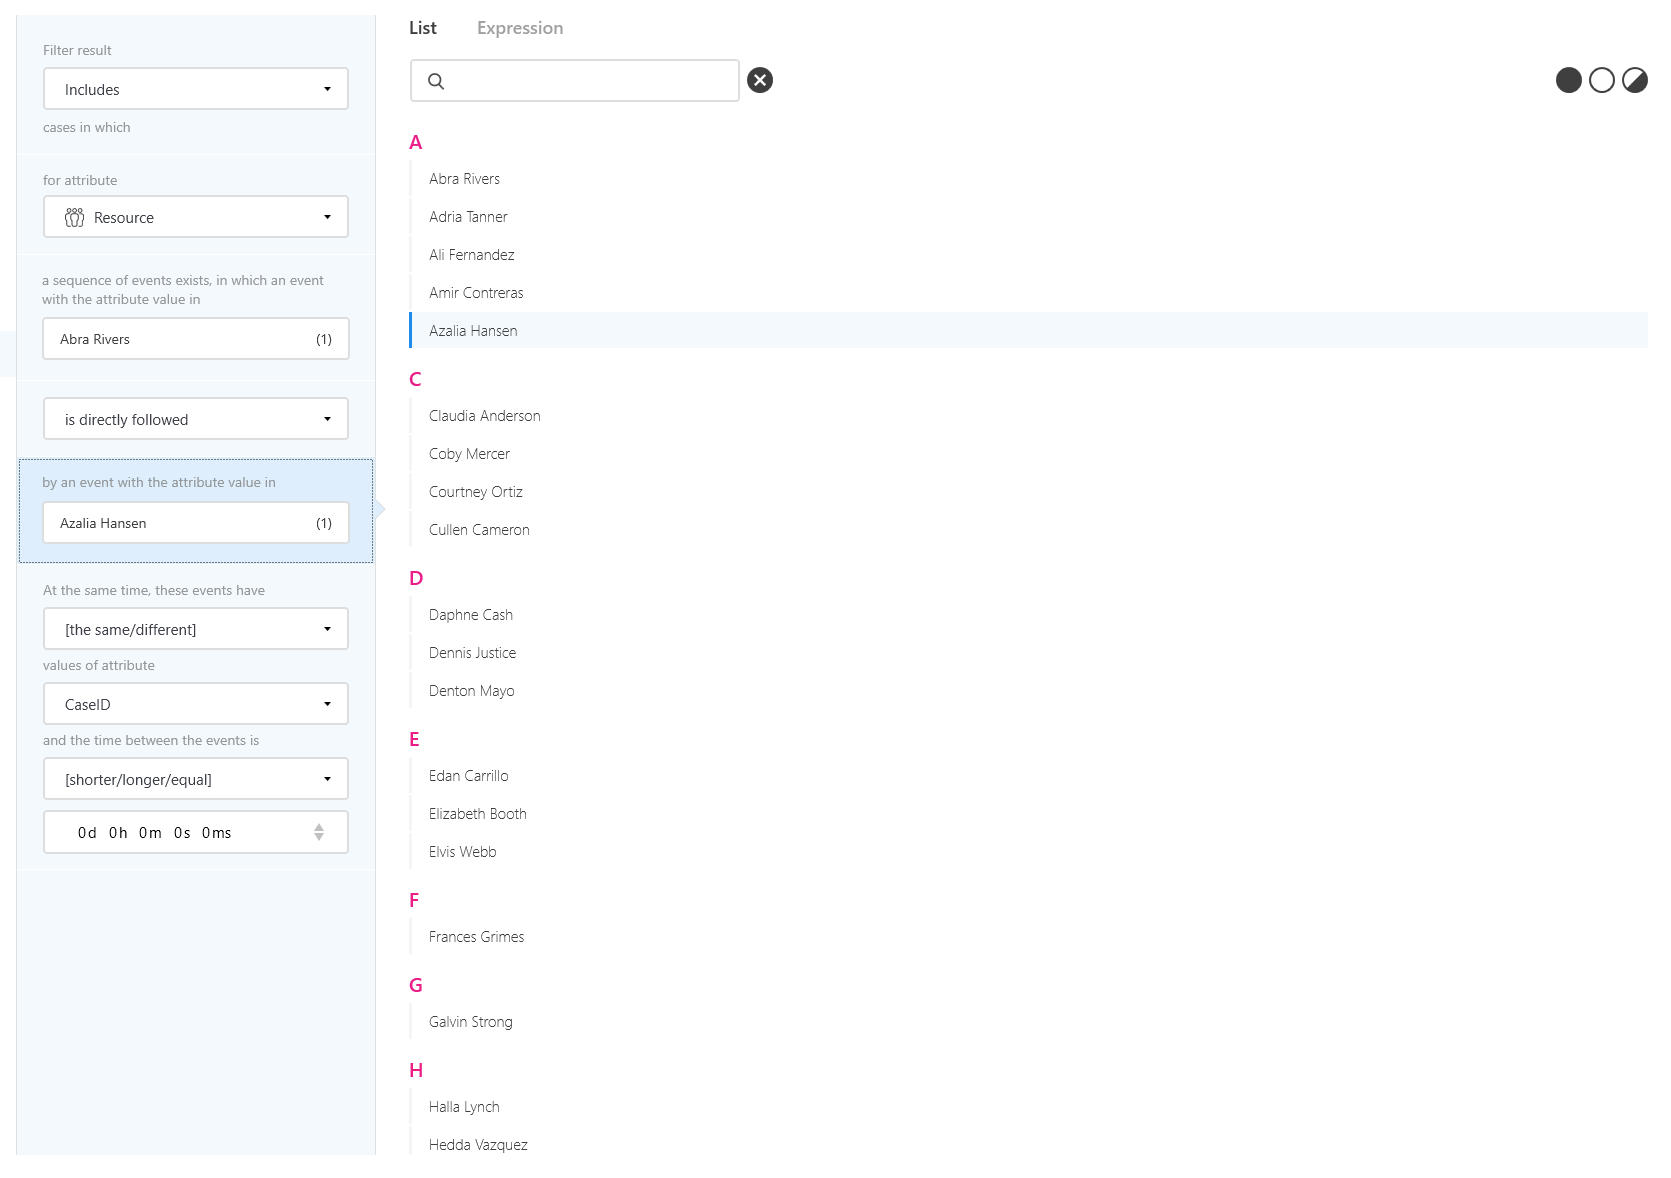 Filter result
Includes
cases in which
for attribute
Resource
a sequence of events exists, in which an event
with the attribute value in
Abra Rivers (1)
is directly followed
by an event with the attribute value in
Azalia Hansen (1)
At the same time, these events have
[the same/different]
values of attribute
CaseID
and the time between the events is
[shorter/longer/equal]
0d 0h 0m 0s 0ms
List Expression
A
Abra Rivers
Adria Tanner
Ali Fernandez
Amir Contreras
Azalia Hansen
C
Claudia Anderson
Coby Mercer
Courtney Ortiz
Cullen Cameron
D
Daphne Cash
Dennis Justice
Denton Mayo
E
Edan Carrillo
Elizabeth Booth
Elvis Webb
F
Frances Grimes
G
Galvin Strong
H
Halla Lynch
Hedda Vazquez